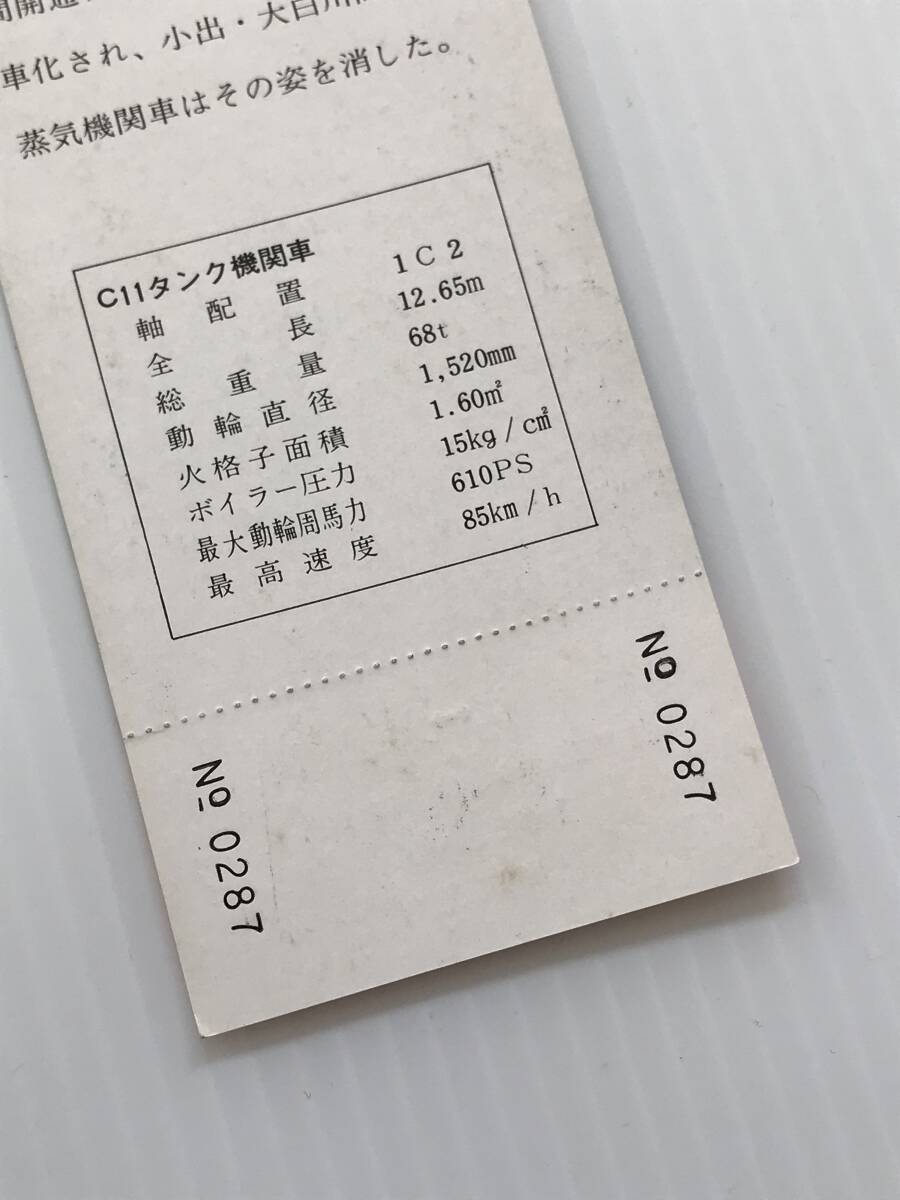 間開通
車化され、小出・大白川
蒸気機関車はその姿を消した。
C11タンク機関車
軸配置 1C2
全長 12.65m
総重量 68t
動輪直径 1,520mm
火格子面積 1.60㎡
ボイラー圧力 15kg/c㎡
最大動輪周馬力 610PS
最高速度 85km/h
№ 0287
№ 0287